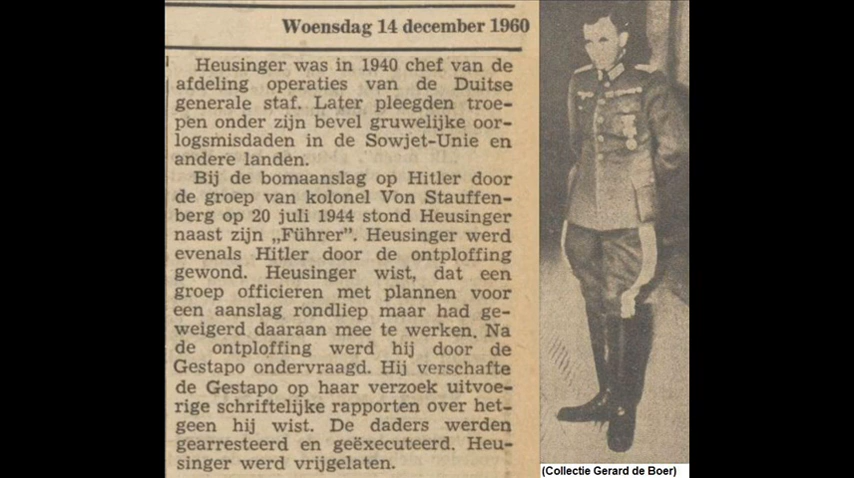 Woensdag 14 december 1960
Heusinger was in 1940 chef van de
afdeling operaties van de Duitse
generale staf. Later pleegden troe-
pen onder zijn bevel gruwelijke oor-
logsmisdaden in de Sowjet-Unie en
andere landen.
Bij de bomaanslag op Hitler door
de groep van kolonel Von Stauffen-
berg op 20 juli 1944 stond Heusinger
naast zijn „Führer”. Heusinger werd
evenals Hitler door de ontploffing
gewond. Heusinger wist, dat een
groep officieren met plannen voor
een aanslag rondliep maar had ge-
weigerd daaraan mee te werken. Na
de ontploffing werd hij door de
Gestapo ondervraagd. Hij verschafte
de Gestapo op haar verzoek uitvoe-
rige schriftelijke rapporten over het-
geen hij wist. De daders werden
gearresteerd en geëxecuteerd. Heu-
singer werd vrijgelaten.
(Collectie Gerard de Boer)